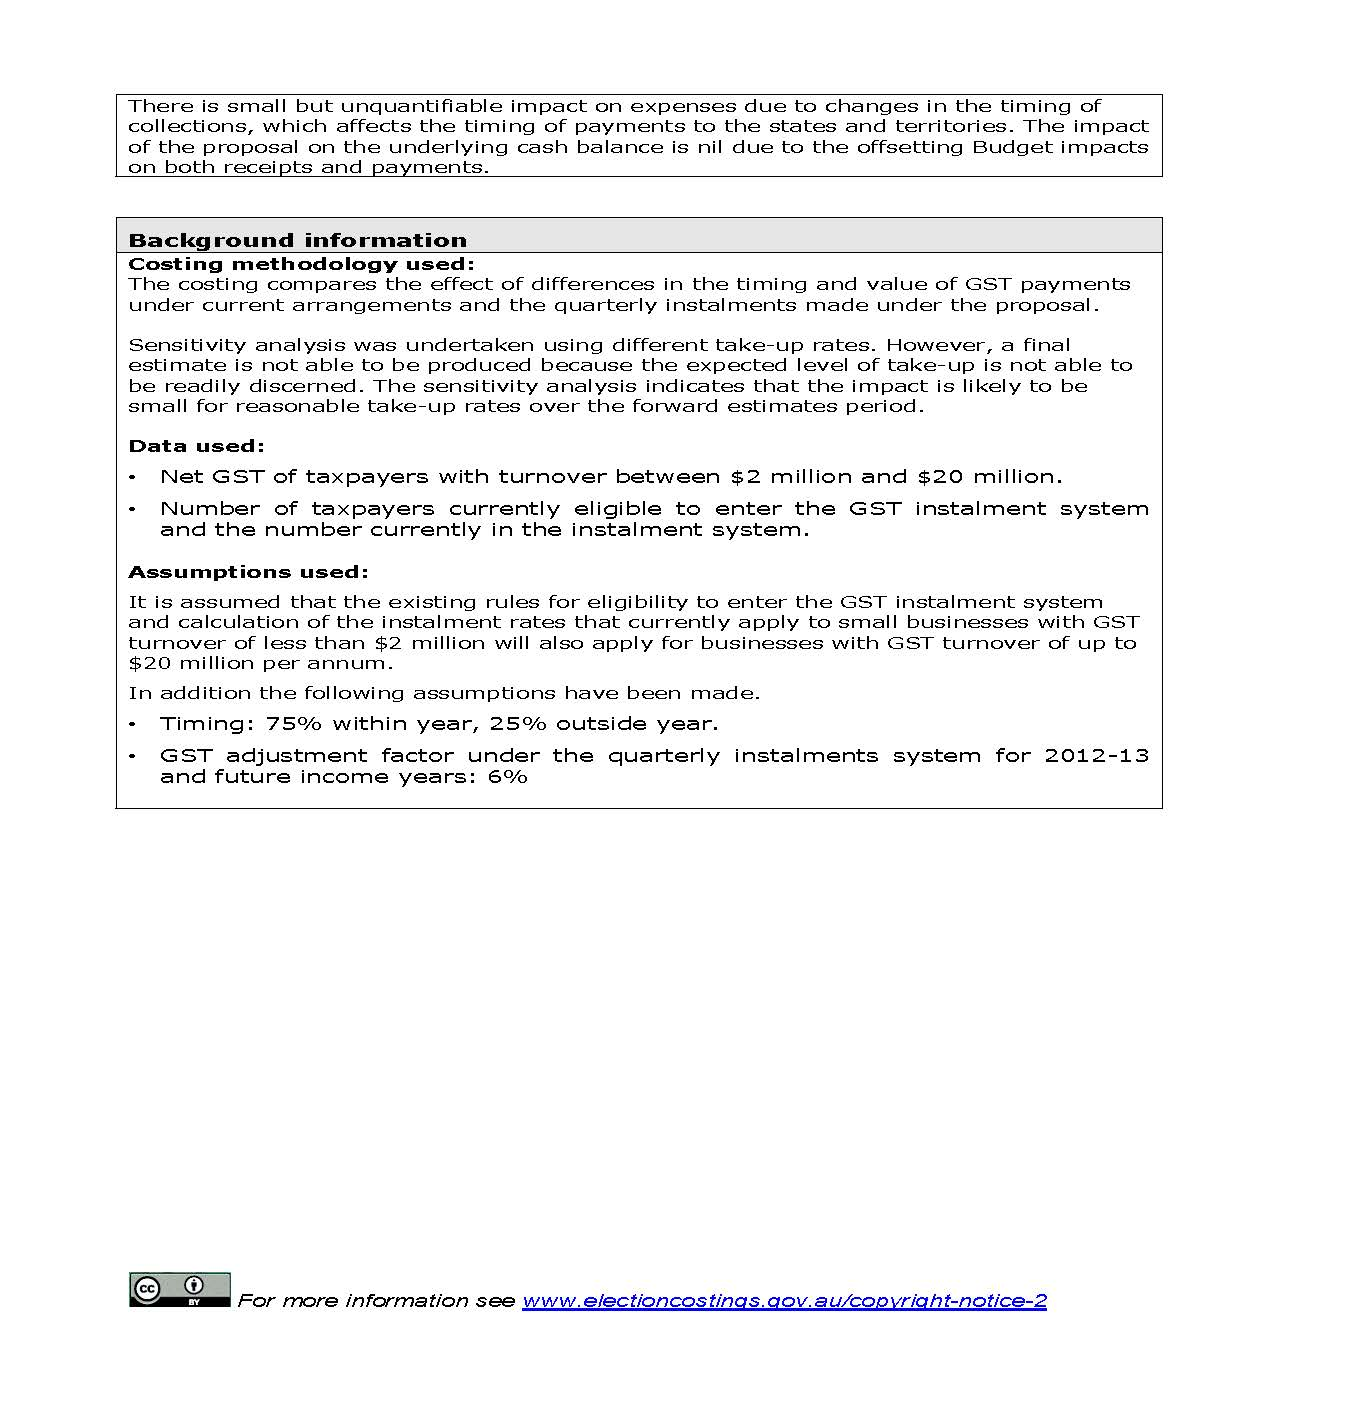 There is small but unquantifiable impact on expenses due to changes in the timing of
collections, which affects the timing of payments to the states and territories. The impact
of the proposal on the underlying cash balance is nil due to the offsetting Budget impacts
on both receipts and payments.
Background information
Costing methodology used:
The costing compares the effect of differences in the timing and value of GST payments
under current arrangements and the quarterly instalments made under the proposal.
Sensitivity analysis was undertaken using different take-up rates. However, a final
estimate is not able to be produced because the expected level of take-up is not able to
be readily discerned. The sensitivity analysis indicates that the impact is likely to be
small for reasonable take-up rates over the forward estimates period.
Data used:
• Net GST of taxpayers with turnover between $2 million and $20 million.
• Number of taxpayers currently eligible to enter the GST instalment system
and the number currently in the instalment system.
Assumptions used:
It is assumed that the existing rules for eligibility to enter the GST instalment system
and calculation of the instalment rates that currently apply to small businesses with GST
turnover of less than $2 million will also apply for businesses with GST turnover of up to
$20 million per annum.
In addition the following assumptions have been made.
• Timing: 75% within year, 25% outside year.
• GST adjustment factor under the quarterly instalments system for 2012-13
and future income years: 6%
cc BY For more information see www.electioncostings.gov.au/copyright-notice-2